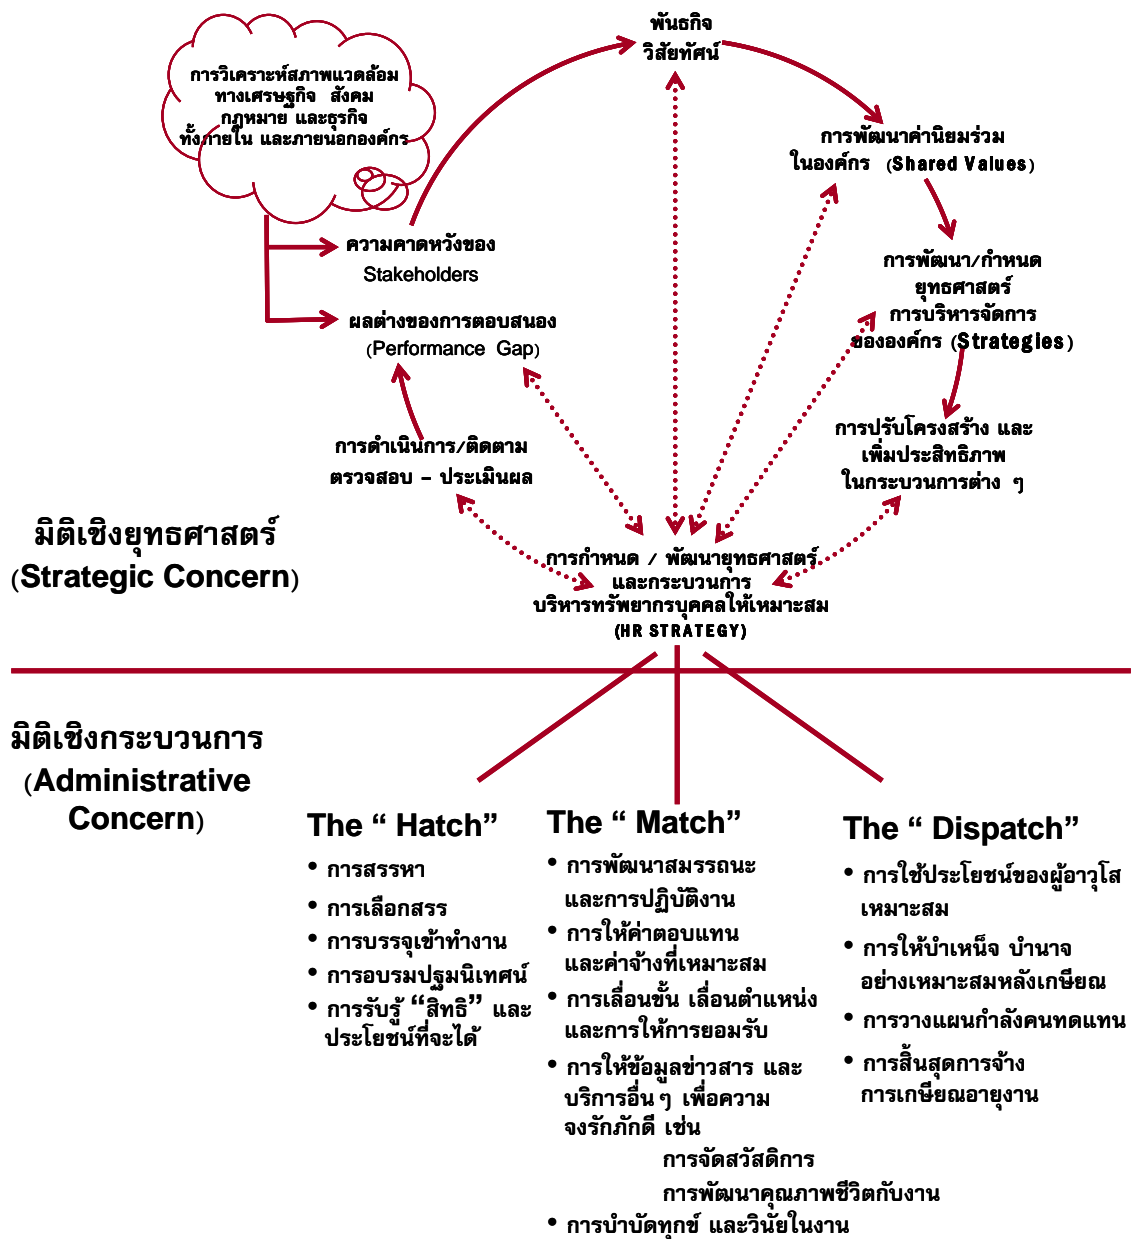 การวิเคราะห์สภาพแวดล้อม
ทางเศรษฐกิจ สังคม
กฎหมาย และธุรกิจ
ทั้งภายใน และภายนอกองค์กร
พันธกิจ
วิสัยทัศน์
การพัฒนาค่านิยมร่วม
ในองค์กร (Shared Values)
ความคาดหวังของ
Stakeholders
การพัฒนา/กำหนด
ยุทธศาสตร์
การบริหารจัดการ
ขององค์กร (Strategies)
ผลต่างของการตอบสนอง
(Performance Gap)
การปรับโครงสร้าง และ
เพิ่มประสิทธิภาพ
ในกระบวนการต่าง ๆ
การดำเนินการ/ติดตาม
ตรวจสอบ – ประเมินผล
มิติเชิงยุทธศาสตร์
(Strategic Concern)
การกำหนด / พัฒนายุทธศาสตร์
และกระบวนการ
บริหารทรัพยากรบุคคลให้เหมาะสม
(HR STRATEGY)
มิติเชิงกระบวนการ
(Administrative
Concern)
The “ Hatch”
• การสรรหา
• การเลือกสรร
• การบรรจุเข้าทำงาน
• การอบรมปฐมนิเทศน์
• การรับรู้ “สิทธิ” และ
ประโยชน์ที่จะได้
The “ Match”
• การพัฒนาสมรรถนะ
และการปฏิบัติงาน
• การให้ค่าตอบแทน
และค่าจ้างที่เหมาะสม
• การเลื่อนขั้น เลื่อนตำแหน่ง
และการให้การยอมรับ
• การให้ข้อมูลข่าวสาร และ
บริการอื่น ๆ เพื่อความ
จงรักภักดี เช่น
การจัดสวัสดิการ
การพัฒนาคุณภาพชีวิตกับงาน
• การบำบัดทุกข์ และวินัยในงาน
The “ Dispatch”
• การใช้ประโยชน์ของผู้อาวุโส
เหมาะสม
• การให้บำเหน็จ บำนาจ
อย่างเหมาะสมหลังเกษียณ
• การวางแผนกำลังคนทดแทน
• การสิ้นสุดการจ้าง
การเกษียณอายุงาน